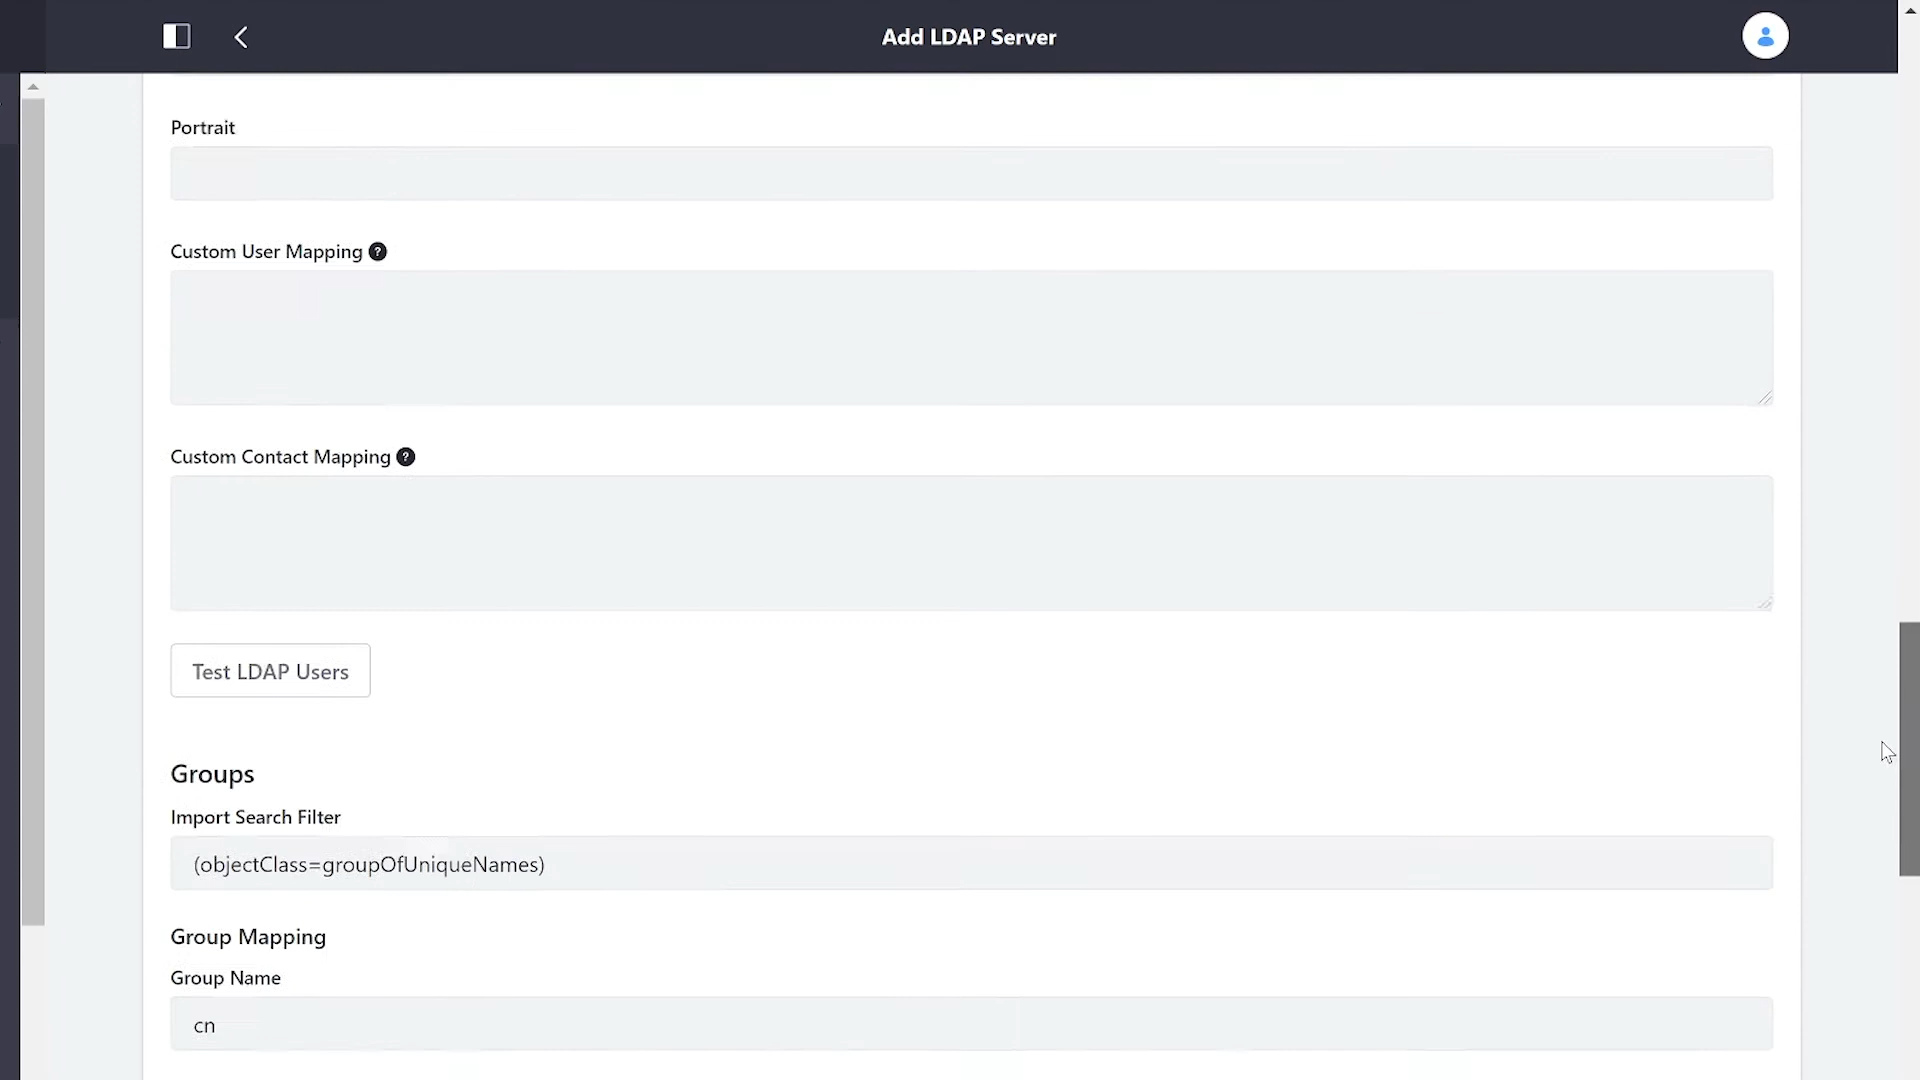 Add LDAP Server
Portrait
Custom User Mapping ?
Custom Contact Mapping ?
Test LDAP Users
Groups
Import Search Filter
(objectClass=groupOfUniqueNames)
Group Mapping
Group Name
cn